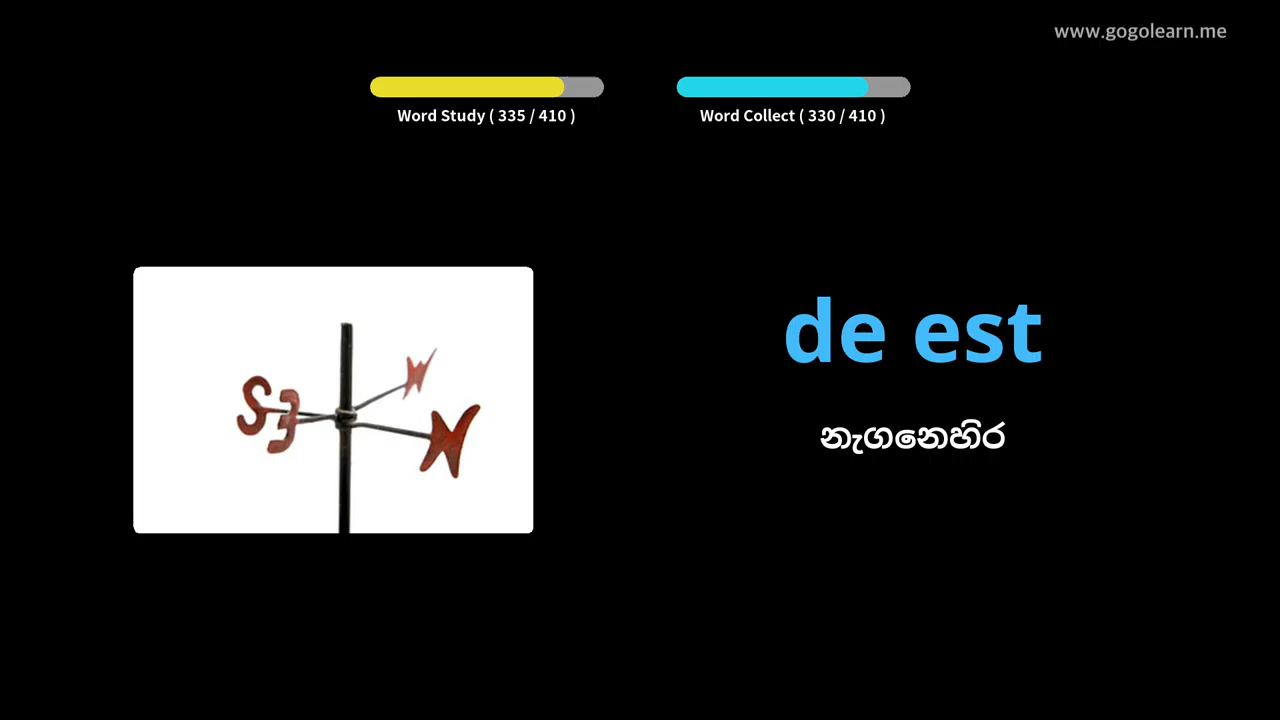 www.gogolearn.me
Word Study ( 335 / 410 )
Word Collect ( 330 / 410 )
de est
නැගෙනහිර
S
E
N